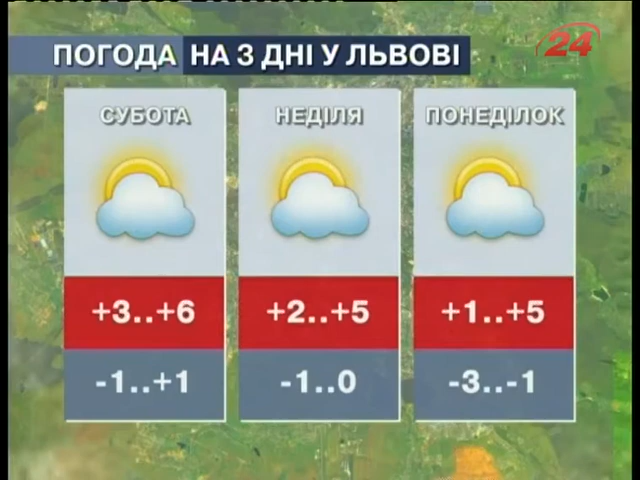 ПОГОДА НА 3 ДНІ У ЛЬВОВІ
24
СУБОТА НЕДІЛЯ ПОНЕДІЛОК
+3..+6 +2..+5 +1..+5
-1..+1 -1..0 -3..-1